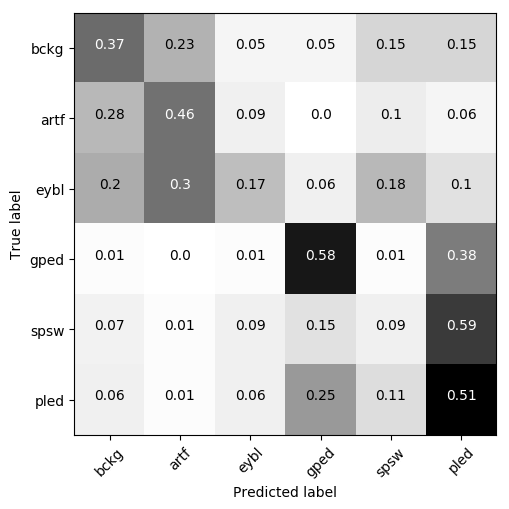 bckg 0.37 0.23 0.05 0.05 0.15 0.15
artf 0.28 0.46 0.09 0.0 0.1 0.06
eybl 0.2 0.3 0.17 0.06 0.18 0.1
gped 0.01 0.0 0.01 0.58 0.01 0.38
spsw 0.07 0.01 0.09 0.15 0.09 0.59
pled 0.06 0.01 0.06 0.25 0.11 0.51
True label
bckg artf eybl gped spsw pled
Predicted label